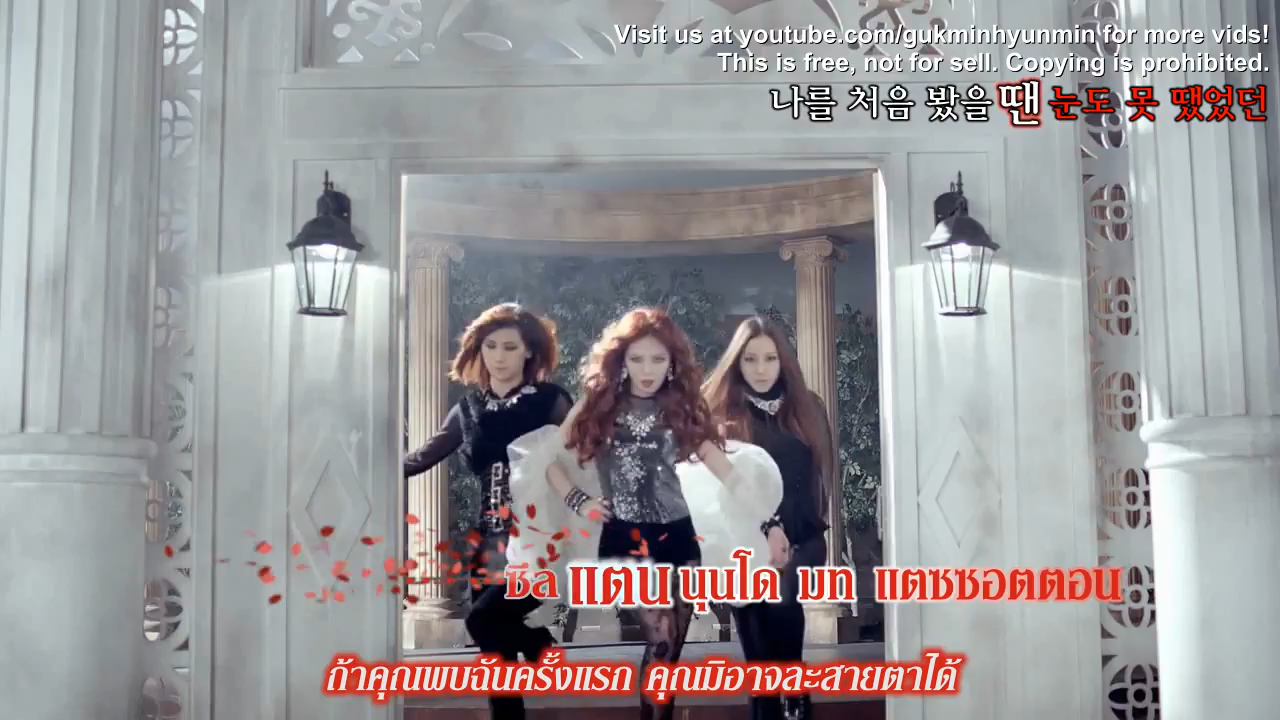 Visit us at youtube.com/gukminhyunmin for more vids!
This is free, not for sell. Copying is prohibited.
나를 처음 봤을 땐 눈도 못 땠었던
ซึล แตน นุนโด มท แตซซอตตอน
ถ้าคุณพบฉันครั้งแรก คุณมิอาจละสายตาได้